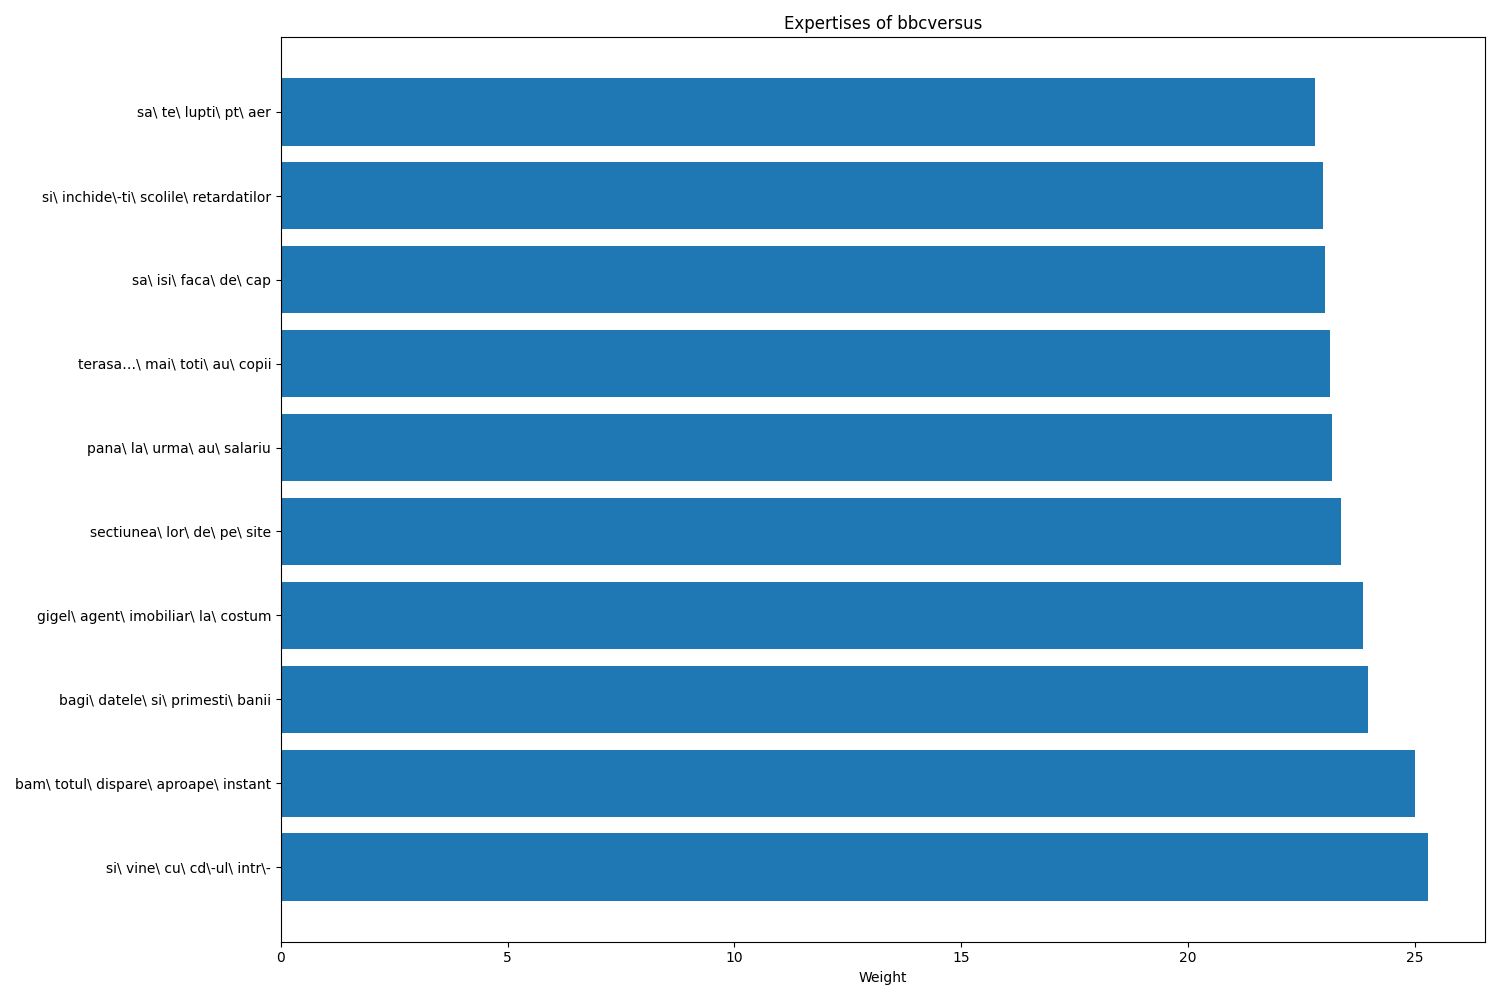 Expertises of bbcversus
sa\ te\ lupti\ pt\ aer
si\ inchide\-ti\ scolile\ retardatilor
sa\ isi\ faca\ de\ cap
terasa…\ mai\ toti\ au\ copii
pana\ la\ urma\ au\ salariu
sectiunea\ lor\ de\ pe\ site
gigel\ agent\ imobiliar\ la\ costum
bagi\ datele\ si\ primesti\ banii
bam\ totul\ dispare\ aproape\ instant
si\ vine\ cu\ cd\-ul\ intr\-
0 5 10 15 20 25
Weight